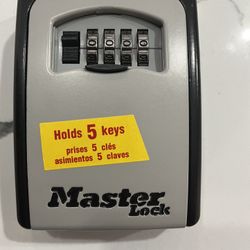 Holds 5 keys
prises 5 clés
asimientos 5 claves
Master
Lock